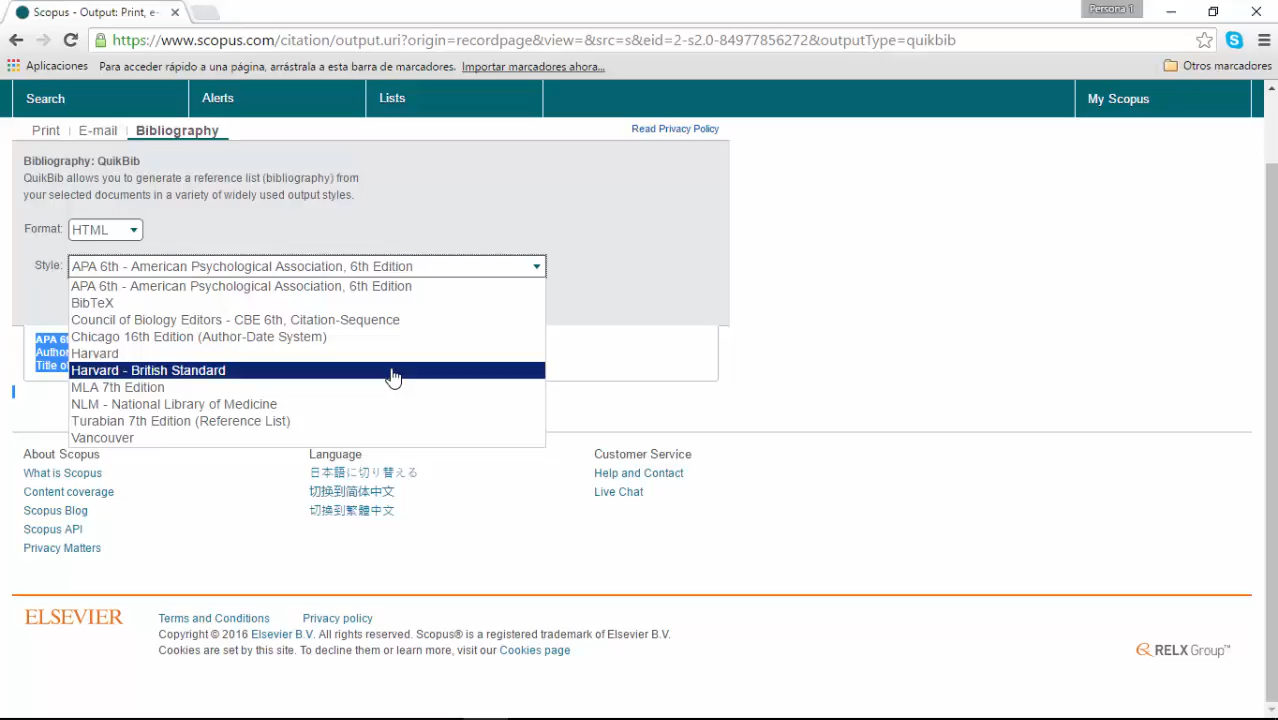 Scopus - Output: Print, e-
Persona 1
https://www.scopus.com/citation/output.uri?origin=recordpage&view=&src=s&eid=2-s2.0-84977856272&outputType=quikbib
Aplicaciones Para acceder rápido a una página, arrástrala a esta barra de marcadores. Importar marcadores ahora... Otros marcadores
Search Alerts Lists My Scopus
Print E-mail Bibliography Read Privacy Policy
Bibliography: QuikBib
QuikBib allows you to generate a reference list (bibliography) from
your selected documents in a variety of widely used output styles.
Format: HTML
Style: APA 6th - American Psychological Association, 6th Edition
APA 6th - American Psychological Association, 6th Edition
BibTeX
Council of Biology Editors - CBE 6th, Citation-Sequence
APA 6t Chicago 16th Edition (Author-Date System)
Autho Harvard
Title of Harvard - British Standard
MLA 7th Edition
NLM - National Library of Medicine
Turabian 7th Edition (Reference List)
Vancouver
About Scopus Language Customer Service
What is Scopus 日本語に切り替える Help and Contact
Content coverage 切换到简体中文 Live Chat
Scopus Blog 切換到繁體中文
Scopus API
Privacy Matters
ELSEVIER Terms and Conditions Privacy policy
Copyright © 2016 Elsevier B.V. All rights reserved. Scopus® is a registered trademark of Elsevier B.V.
Cookies are set by this site. To decline them or learn more, visit our Cookies page
RELX Group™